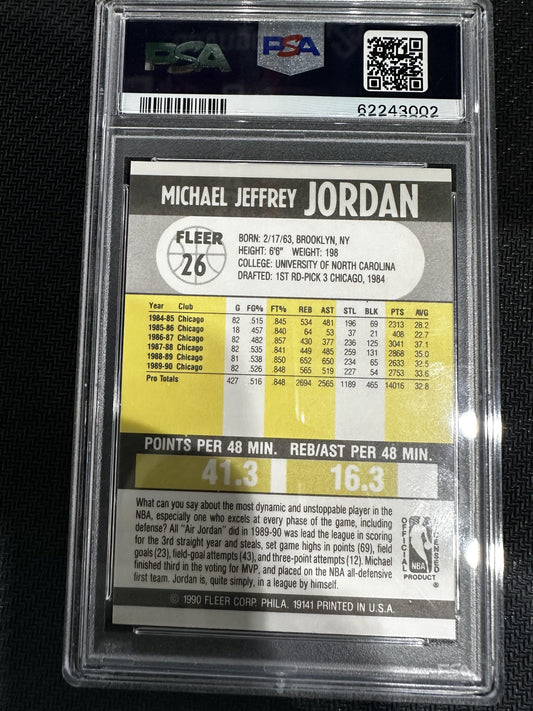 PSA PSA
62243002
MICHAEL JEFFREY JORDAN
FLEER
26
BORN: 2/17/63, BROOKLYN, NY
HEIGHT: 6'6" WEIGHT: 198
COLLEGE: UNIVERSITY OF NORTH CAROLINA
DRAFTED: 1ST RD-PICK 3 CHICAGO, 1984
Year Club G FG% FT% REB AST STL BLK PTS AVG
1984-85 Chicago 82 .515 .845 534 481 196 69 2313 28.2
1985-86 Chicago 18 .457 .840 64 53 37 21 408 22.7
1986-87 Chicago 82 .482 .857 430 377 236 125 3041 37.1
1987-88 Chicago 82 .535 .841 449 485 259 131 2868 35.0
1988-89 Chicago 81 .538 .850 652 650 234 65 2633 32.5
1989-90 Chicago 82 .526 .848 565 519 227 54 2753 33.6
Pro Totals 427 .516 .848 2694 2565 1189 465 14016 32.8
POINTS PER 48 MIN. REB/AST PER 48 MIN.
41.3 16.3
What can you say about the most dynamic and unstoppable player in the
NBA, especially one who excels at every phase of the game, including
defense? All "Air Jordan" did in 1989-90 was lead the league in scoring
for the 3rd straight year and steals, set game highs in points (69), field
goals (23), field-goal attempts (43), and three-point attempts (12). Michael
finished third in the voting for MVP, and placed on the NBA all-defensive
first team. Jordan is, quite simply, in a league by himself.
OFFICIAL LICENSED
NBA
PRODUCT ®
© 1990 FLEER CORP. PHILA. 19141 PRINTED IN U.S.A.